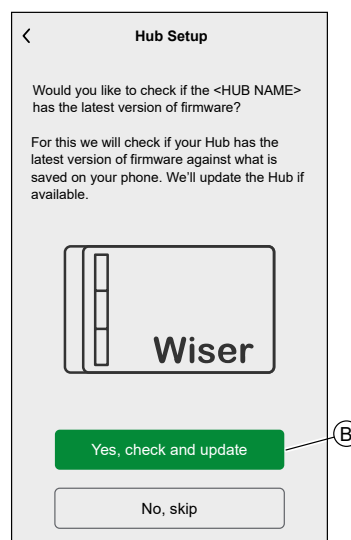 Hub Setup
Would you like to check if the <HUB NAME>
has the latest version of firmware?
For this we will check if your Hub has the
latest version of firmware against what is
saved on your phone. We'll update the Hub if
available.
Wiser
Yes, check and update
B
No, skip